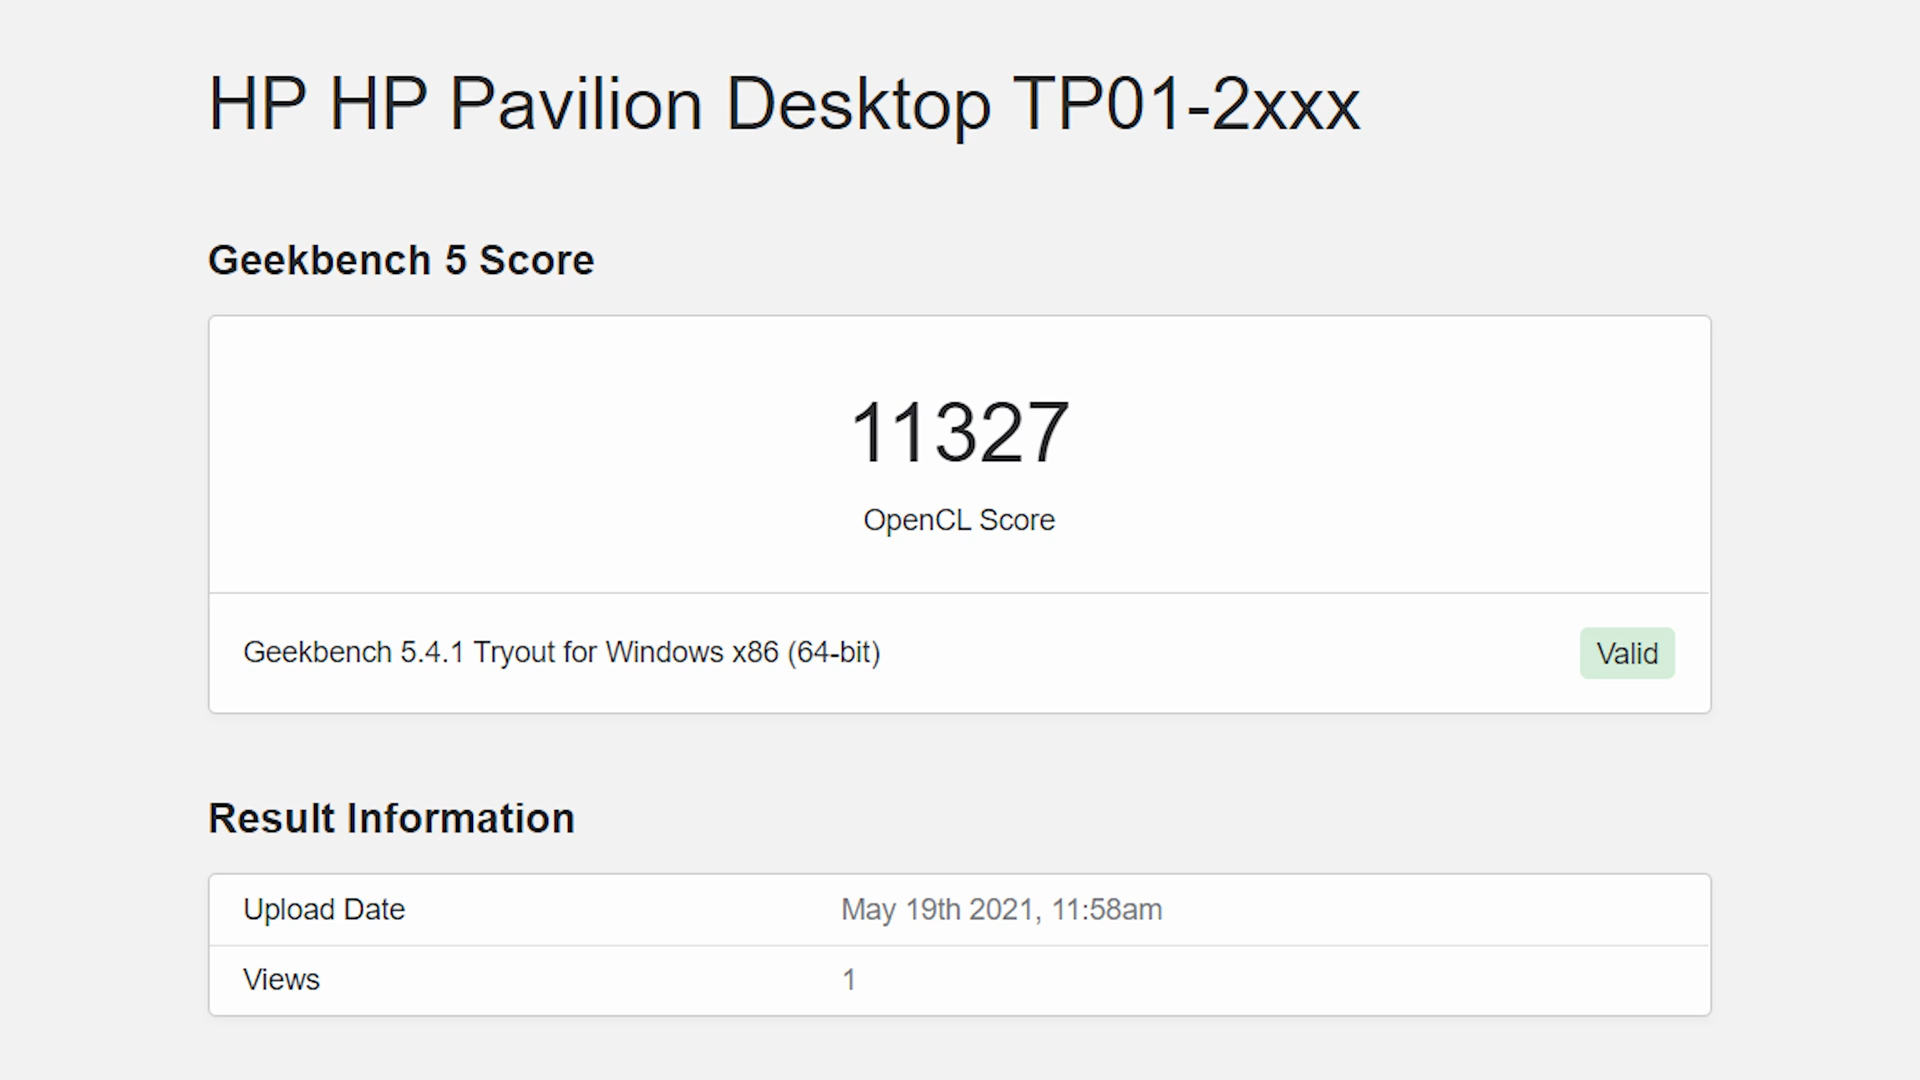 HP HP Pavilion Desktop TP01-2xxx
Geekbench 5 Score
11327
OpenCL Score
Geekbench 5.4.1 Tryout for Windows x86 (64-bit) Valid
Result Information
Upload Date May 19th 2021, 11:58am
Views 1